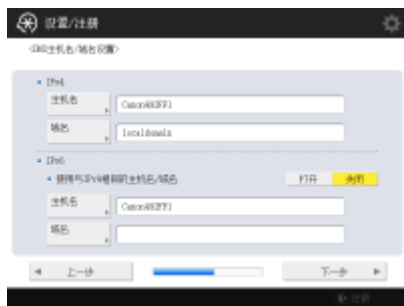 设置/注册
<DNS主机名/域名设置>
IPv4
主机名
域名
localdomain
IPv6
使用与IPv4相同的主机名/域名
打开
关闭
主机名
域名
上一步
下一步
注销